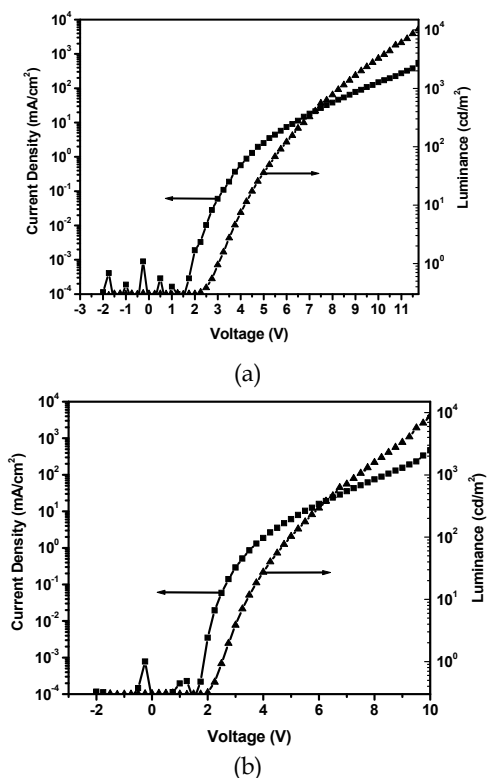 10⁴
10³
10²
10¹
10⁰
10⁻¹
10⁻²
10⁻³
10⁻⁴
Current Density (mA/cm²)
10⁴
10³
10²
10¹
10⁰
Luminance (cd/m²)
-3 -2 -1 0 1 2 3 4 5 6 7 8 9 10 11
Voltage (V)
(a)
10⁴
10³
10²
10¹
10⁰
10⁻¹
10⁻²
10⁻³
10⁻⁴
Current Density (mA/cm²)
10⁴
10³
10²
10¹
10⁰
Luminance (cd/m²)
-2 0 2 4 6 8 10
Voltage (V)
(b)